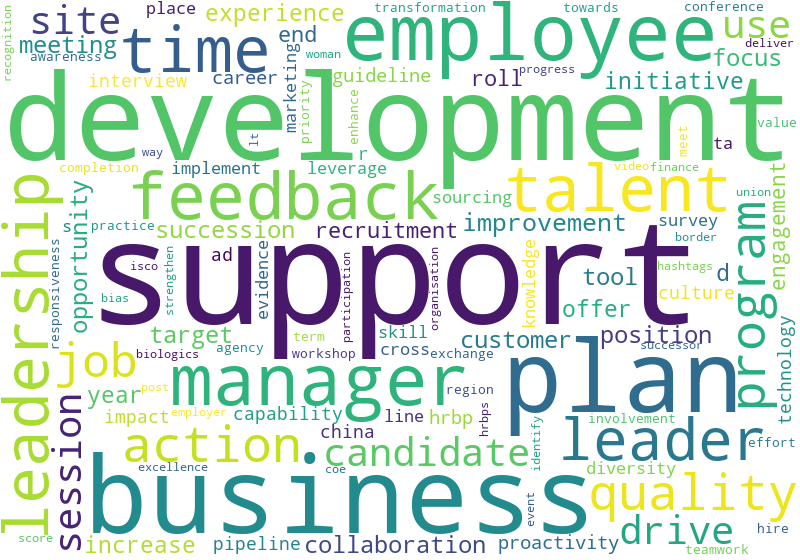 recognition
place
transformation
towards
conference
site
time
experience
end
employee
use
meeting
awareness
interview
career
marketing
woman
guideline
priority
enhance
roll
progress
deliver
initiative
focus
development
value
way
lt
r
ta
meet
completion
implement
leverage
video
finance
leadership
opportunity
s
practice
feedback
sourcing
talent
union
program
engagement
succession
recruitment
improvement
survey
border
responsiveness
isco
bias
strengthen
ad
evidence
support
participation
organisation
knowledge
tool
d
hashtags
culture
technology
target
term
skill
offer
customer
position
successor
job
biologics
agency
workshop
cross
exchange
plan
year
post
manager
region
impact
employer
capability
line
hrbp
hrbps
involvement
session
action
china
candidate
leader
effort
identify
diversity
excellence
coe
business
event
quality
score
increase
pipeline
collaboration
proactivity
drive
hire
teamwork